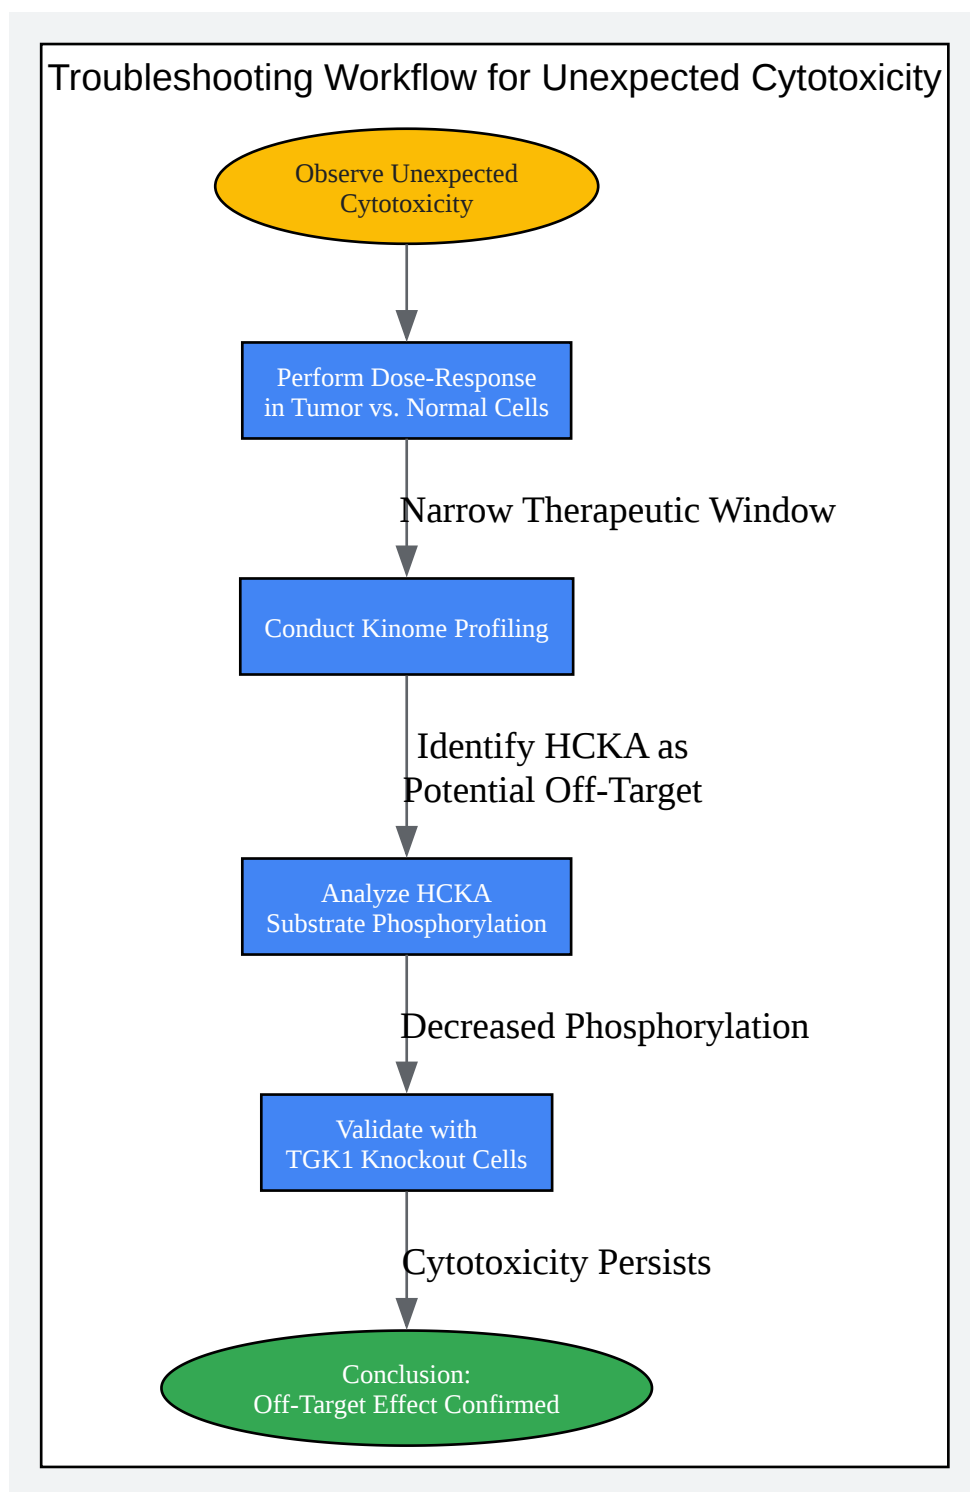 Troubleshooting Workflow for Unexpected Cytotoxicity
Observe Unexpected
Cytotoxicity
Perform Dose-Response
in Tumor vs. Normal Cells
Narrow Therapeutic Window
Conduct Kinome Profiling
Identify HCKA as
Potential Off-Target
Analyze HCKA
Substrate Phosphorylation
Decreased Phosphorylation
Validate with
TGK1 Knockout Cells
Cytotoxicity Persists
Conclusion:
Off-Target Effect Confirmed